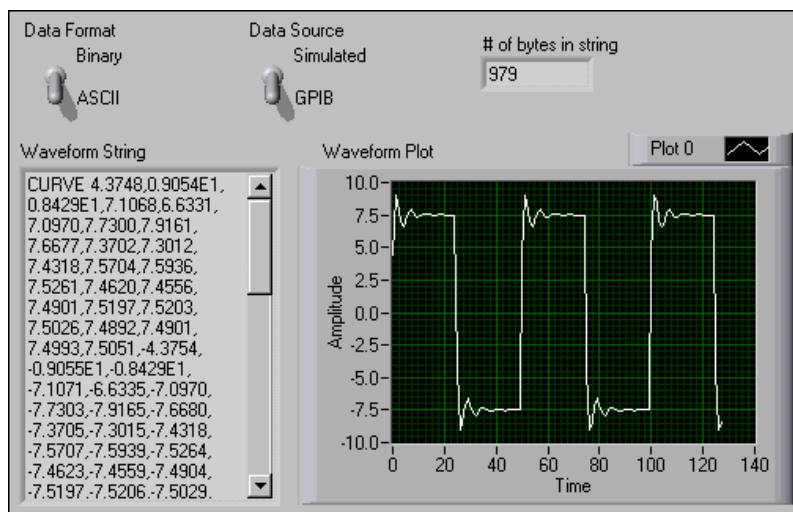 Data Format
Binary
ASCII
Data Source
Simulated
GPIB
# of bytes in string
979
Waveform String
CURVE 4.3748,0.9054E1,
0.8429E1,7.1068,6.6331,
7.0970,7.7300,7.9161,
7.6677,7.3702,7.3012,
7.4318,7.5704,7.5936,
7.5261,7.4620,7.4556,
7.4901,7.5197,7.5203,
7.5026,7.4892,7.4901,
7.4993,7.5051,-4.3754,
-0.9055E1,-0.8429E1,
-7.1071,-6.6335,-7.0970,
-7.7303,-7.9165,-7.6680,
-7.3705,-7.3015,-7.4318,
-7.5707,-7.5939,-7.5264,
-7.4623,-7.4559,-7.4904,
-7.5197,-7.5206,-7.5029,
Waveform Plot
Plot 0
10.0
7.5
5.0
2.5
0.0
-2.5
-5.0
-7.5
-10.0
Amplitude
0 20 40 60 80 100 120 140
Time